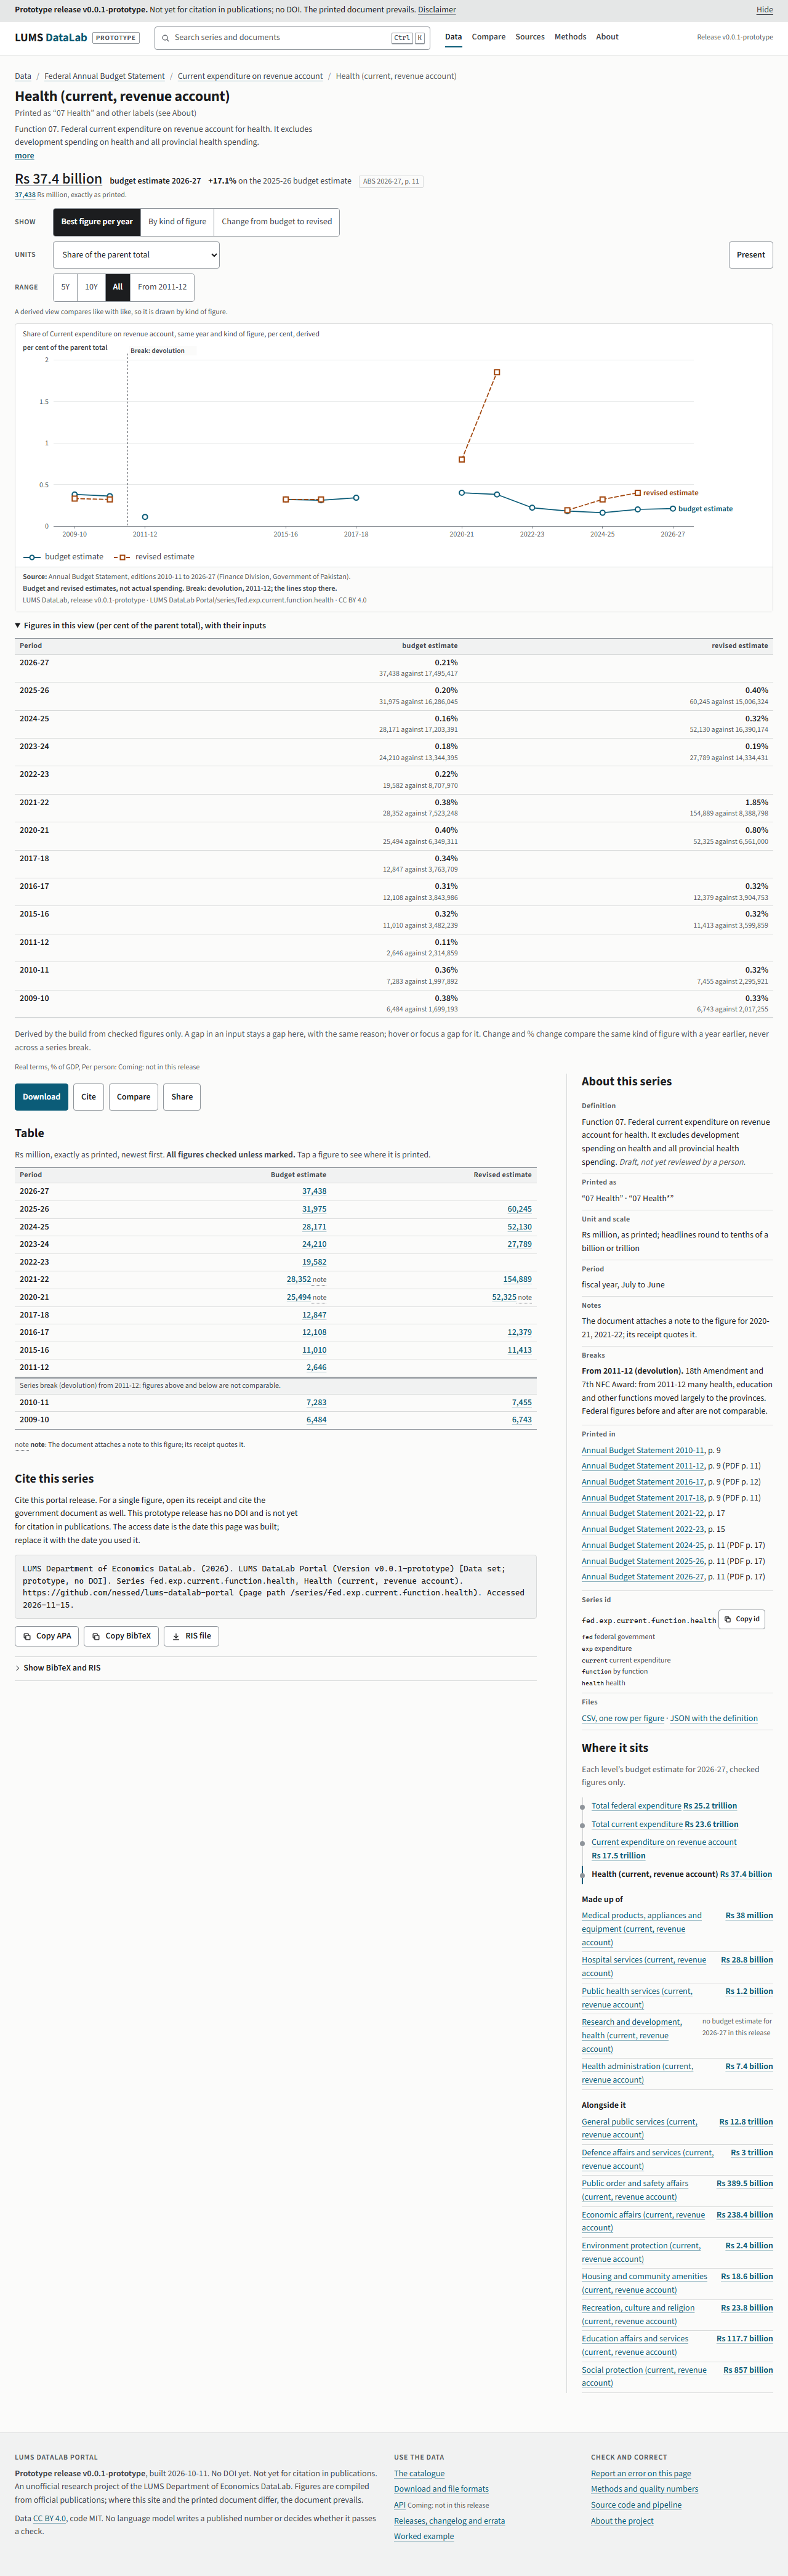 Prototype release v0.0.1-prototype. Not yet for citation in publications; no DOI. The printed document prevails. Disclaimer
Hide
LUMS DataLab PROTOTYPE
Search series and documents Ctrl K
Data Compare Sources Methods About
Release v0.0.1-prototype
Data / Federal Annual Budget Statement / Current expenditure on revenue account / Health (current, revenue account)
Health (current, revenue account)
Printed as “07 Health” and other labels (see About)
Function 07. Federal current expenditure on revenue account for health. It excludes
development spending on health and all provincial health spending.
more
Rs 37.4 billion budget estimate 2026-27 +17.1% on the 2025-26 budget estimate ABS 2026-27, p. 11
37,438 Rs million, exactly as printed.
SHOW Best figure per year By kind of figure Change from budget to revised
UNITS Share of the parent total Present
RANGE 5Y 10Y All From 2011-12
A derived view compares like with like, so it is drawn by kind of figure.
Share of Current expenditure on revenue account, same year and kind of figure, per cent, derived
per cent of the parent total
Break: devolution
2
1.5
1
0.5
0
revised estimate
budget estimate
2009-10 2011-12 2015-16 2017-18 2020-21 2022-23 2024-25 2026-27
budget estimate revised estimate
Source: Annual Budget Statement, editions 2010-11 to 2026-27 (Finance Division, Government of Pakistan).
Budget and revised estimates, not actual spending. Break: devolution, 2011-12; the lines stop there.
LUMS DataLab, release v0.0.1-prototype · LUMS DataLab Portal/series/fed.exp.current.function.health · CC BY 4.0
▼ Figures in this view (per cent of the parent total), with their inputs
Period budget estimate revised estimate
2026-27 0.21%
37,438 against 17,495,417
2025-26 0.20% 0.40%
31,975 against 16,286,045 60,245 against 15,006,324
2024-25 0.16% 0.32%
28,171 against 17,203,391 52,130 against 16,390,174
2023-24 0.18% 0.19%
24,210 against 13,344,395 27,789 against 14,334,431
2022-23 0.22%
19,582 against 8,707,970
2021-22 0.38% 1.85%
28,352 against 7,523,248 154,889 against 8,388,798
2020-21 0.40% 0.80%
25,494 against 6,349,311 52,325 against 6,561,000
2017-18 0.34%
12,847 against 3,763,709
2016-17 0.31% 0.32%
12,108 against 3,843,986 12,379 against 3,904,753
2015-16 0.32% 0.32%
11,010 against 3,482,239 11,413 against 3,599,859
2011-12 0.11%
2,646 against 2,314,859
2010-11 0.36% 0.32%
7,283 against 1,997,892 7,455 against 2,295,921
2009-10 0.38% 0.33%
6,484 against 1,699,193 6,743 against 2,017,255
Derived by the build from checked figures only. A gap in an input stays a gap here, with the same reason; hover or focus a gap for it. Change and % change compare the same kind of figure with a year earlier, never
across a series break.
Real terms, % of GDP, Per person: Coming: not in this release
Download Cite Compare Share
Table
Rs million, exactly as printed, newest first. All figures checked unless marked. Tap a figure to see where it is printed.
Period Budget estimate Revised estimate
2026-27 37,438
2025-26 31,975 60,245
2024-25 28,171 52,130
2023-24 24,210 27,789
2022-23 19,582
2021-22 28,352 note 154,889
2020-21 25,494 note 52,325 note
2017-18 12,847
2016-17 12,108 12,379
2015-16 11,010 11,413
2011-12 2,646
Series break (devolution) from 2011-12: figures above and below are not comparable.
2010-11 7,283 7,455
2009-10 6,484 6,743
note note: The document attaches a note to this figure; its receipt quotes it.
Cite this series
Cite this portal release. For a single figure, open its receipt and cite the
government document as well. This prototype release has no DOI and is not yet
for citation in publications. The access date is the date this page was built;
replace it with the date you used it.
LUMS Department of Economics DataLab. (2026). LUMS DataLab Portal (Version v0.0.1-prototype) [Data set;
prototype, no DOI]. Series fed.exp.current.function.health, Health (current, revenue account).
https://github.com/nessed/lums-datalab-portal (page path /series/fed.exp.current.function.health). Accessed
2026-11-15.
Copy APA Copy BibTeX RIS file
Show BibTeX and RIS
About this series
Definition
Function 07. Federal current expenditure on revenue
account for health. It excludes development
spending on health and all provincial health
spending. Draft, not yet reviewed by a person.
Printed as
“07 Health” · “07 Health*”
Unit and scale
Rs million, as printed; headlines round to tenths of a
billion or trillion
Period
fiscal year, July to June
Notes
The document attaches a note to the figure for 2020-
21, 2021-22; its receipt quotes it.
Breaks
From 2011-12 (devolution). 18th Amendment and
7th NFC Award: from 2011-12 many health, education
and other functions moved largely to the provinces.
Federal figures before and after are not comparable.
Printed in
Annual Budget Statement 2010-11, p. 9
Annual Budget Statement 2011-12, p. 9 (PDF p. 11)
Annual Budget Statement 2016-17, p. 9 (PDF p. 12)
Annual Budget Statement 2017-18, p. 9 (PDF p. 11)
Annual Budget Statement 2021-22, p. 17
Annual Budget Statement 2022-23, p. 15
Annual Budget Statement 2024-25, p. 11 (PDF p. 17)
Annual Budget Statement 2025-26, p. 11 (PDF p. 17)
Annual Budget Statement 2026-27, p. 11 (PDF p. 17)
Series id
fed.exp.current.function.health Copy id
fed federal government
exp expenditure
current current expenditure
function by function
health health
Files
CSV, one row per figure · JSON with the definition
Where it sits
Each level’s budget estimate for 2026-27, checked
figures only.
Total federal expenditure Rs 25.2 trillion
Total current expenditure Rs 23.6 trillion
Current expenditure on revenue account
Rs 17.5 trillion
Health (current, revenue account) Rs 37.4 billion
Made up of
Medical products, appliances and Rs 38 million
equipment (current, revenue
account)
Hospital services (current, revenue Rs 28.8 billion
account)
Public health services (current, Rs 1.2 billion
revenue account)
Research and development, no budget estimate for
health (current, revenue 2026-27 in this release
account)
Health administration (current, Rs 7.4 billion
revenue account)
Alongside it
General public services (current, Rs 12.8 trillion
revenue account)
Defence affairs and services (current, Rs 3 trillion
revenue account)
Public order and safety affairs Rs 389.5 billion
(current, revenue account)
Economic affairs (current, revenue Rs 238.4 billion
account)
Environment protection (current, Rs 2.4 billion
revenue account)
Housing and community amenities Rs 18.6 billion
(current, revenue account)
Recreation, culture and religion Rs 23.8 billion
(current, revenue account)
Education affairs and services Rs 117.7 billion
(current, revenue account)
Social protection (current, revenue Rs 857 billion
account)
LUMS DATALAB PORTAL
Prototype release v0.0.1-prototype, built 2026-10-11. No DOI yet. Not yet for citation in publications.
An unofficial research project of the LUMS Department of Economics DataLab. Figures are compiled
from official publications; where this site and the printed document differ, the document prevails.
Data CC BY 4.0, code MIT. No language model writes a published number or decides whether it passes
a check.
USE THE DATA
The catalogue
Download and file formats
API Coming: not in this release
Releases, changelog and errata
Worked example
CHECK AND CORRECT
Report an error on this page
Methods and quality numbers
Source code and pipeline
About the project